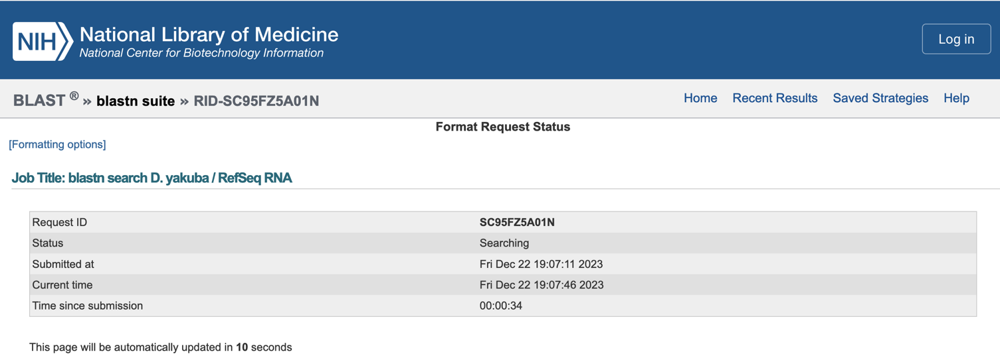 NIH
National Library of Medicine
National Center for Biotechnology Information
Log in
BLAST ® » blastn suite » RID-SC95FZ5A01N
Home Recent Results Saved Strategies Help
Format Request Status
[Formatting options]
Job Title: blastn search D. yakuba / RefSeq RNA
Request ID SC95FZ5A01N
Status Searching
Submitted at Fri Dec 22 19:07:11 2023
Current time Fri Dec 22 19:07:46 2023
Time since submission 00:00:34
This page will be automatically updated in 10 seconds